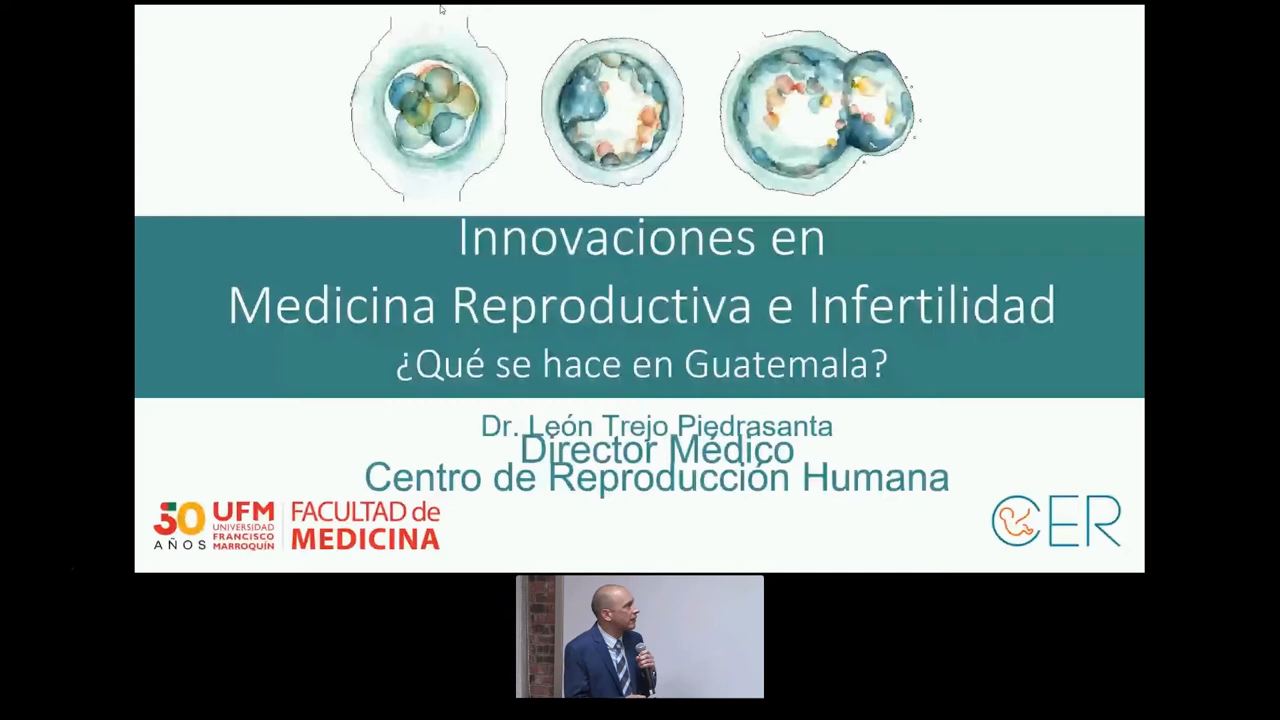 Innovaciones en
Medicina Reproductiva e Infertilidad
¿Qué se hace en Guatemala?
Dr. León Trejo Piedrasanta
Director Médico
Centro de Reproducción Humana
50 AÑOS
UFM
UNIVERSIDAD
FRANCISCO
MARROQUÍN
FACULTAD de
MEDICINA
CER